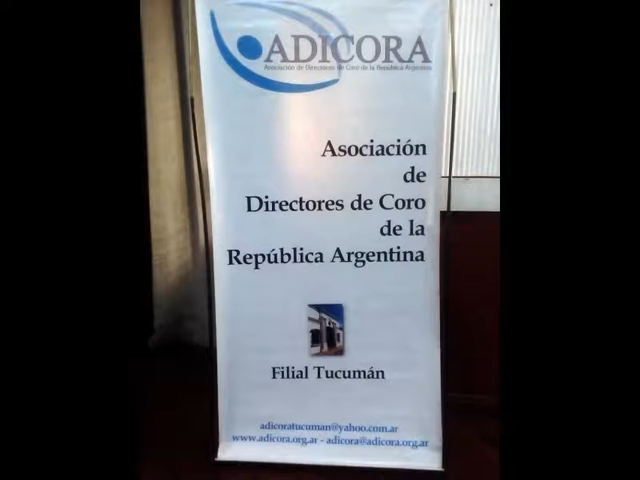 ADICORA
Asociación de Directores de Coro de la República Argentina
Asociación
de
Directores de Coro
de la
República Argentina
Filial Tucumán
adicoratucuman@yahoo.com.ar
www.adicora.org.ar - adicora@adicora.org.ar